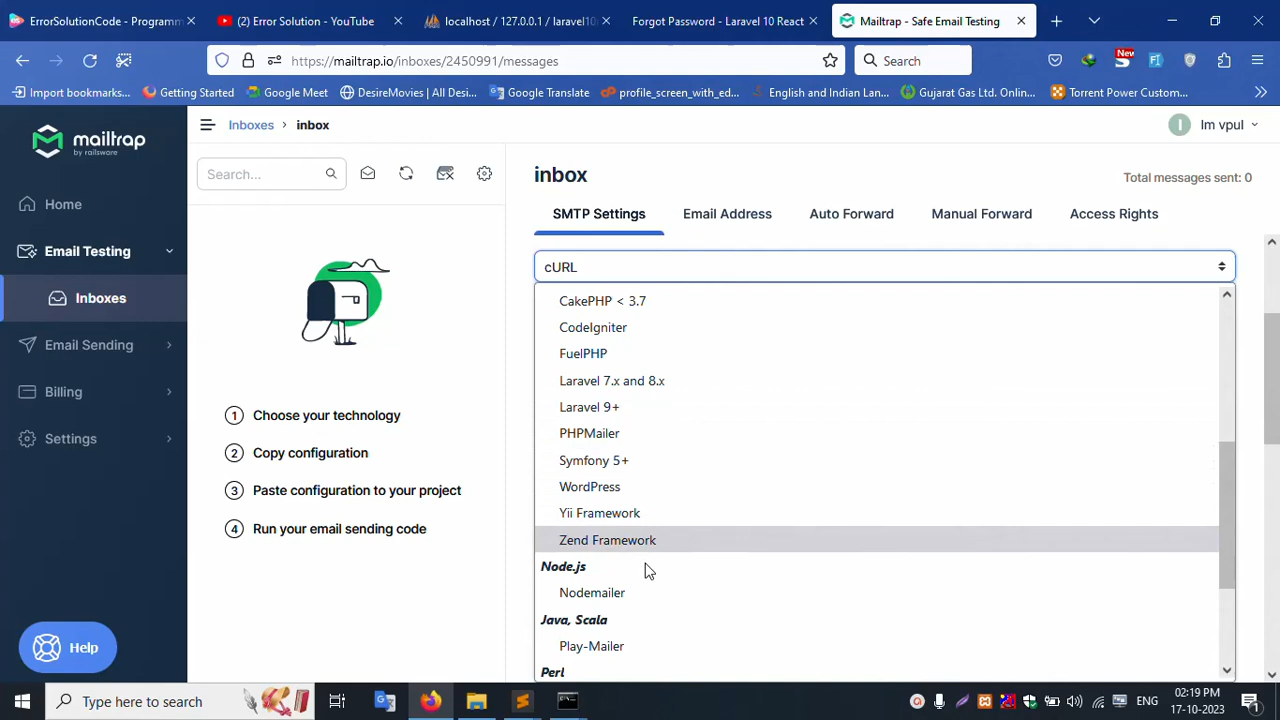 ErrorSolutionCode - Programm
(2) Error Solution - YouTube
localhost / 127.0.0.1 / laravel10
Forgot Password - Laravel 10 React
Mailtrap - Safe Email Testing
https://mailtrap.io/inboxes/2450991/messages
Search
New
Import bookmarks...
Getting Started
Google Meet
DesireMovies | All Desi...
Google Translate
profile_screen_with_ed...
English and Indian Lan...
Gujarat Gas Ltd. Onlin...
Torrent Power Custom...
mailtrap
by railsware
Inboxes > inbox
I Im vpul
Home
Email Testing
Inboxes
Email Sending
Billing
Settings
Help
Search...
1 Choose your technology
2 Copy configuration
3 Paste configuration to your project
4 Run your email sending code
inbox
Total messages sent: 0
SMTP Settings
Email Address
Auto Forward
Manual Forward
Access Rights
cURL
CakePHP < 3.7
CodeIgniter
FuelPHP
Laravel 7.x and 8.x
Laravel 9+
PHPMailer
Symfony 5+
WordPress
Yii Framework
Zend Framework
Node.js
Nodemailer
Java, Scala
Play-Mailer
Perl
Type here to search
ENG
02:19 PM
17-10-2023
1